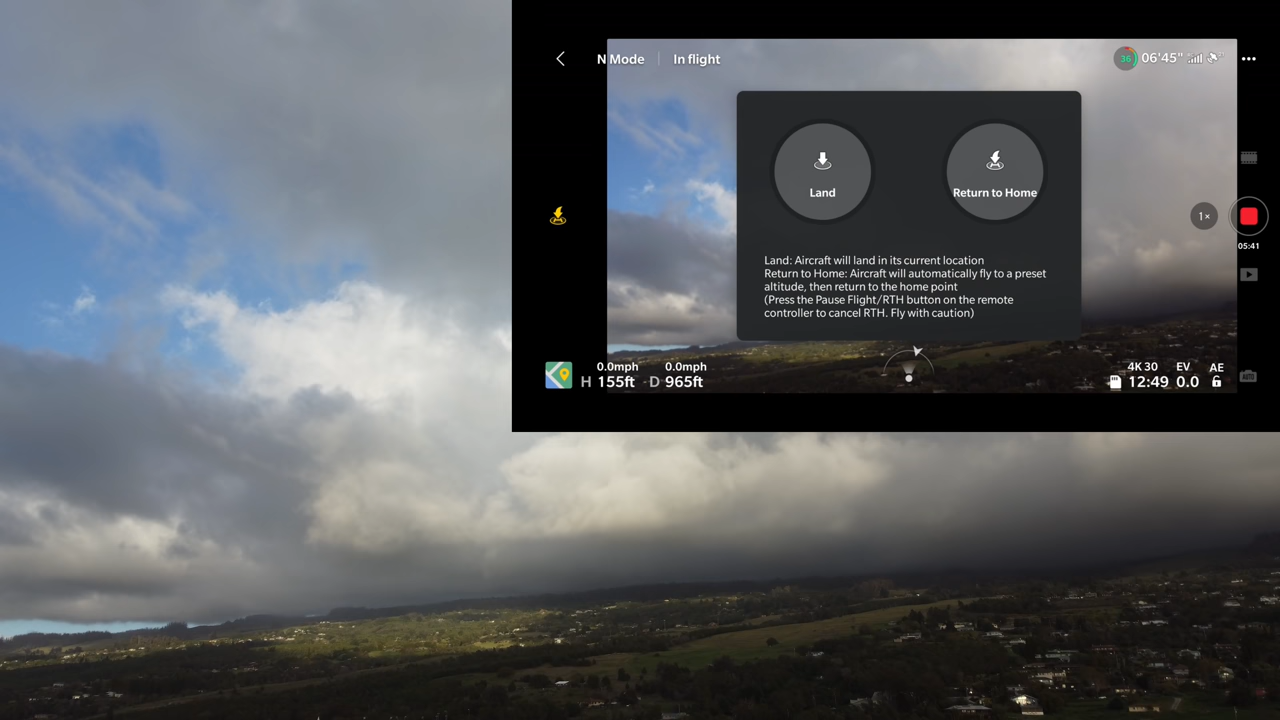 N Mode
In flight
36
06'45"
Land
Return to Home
1×
05:41
Land: Aircraft will land in its current location
Return to Home: Aircraft will automatically fly to a preset
altitude, then return to the home point
(Press the Pause Flight/RTH button on the remote
controller to cancel RTH. Fly with caution)
0.0mph 0.0mph
H 155ft D 965ft
4K 30 EV AE
12:49 0.0
AUTO